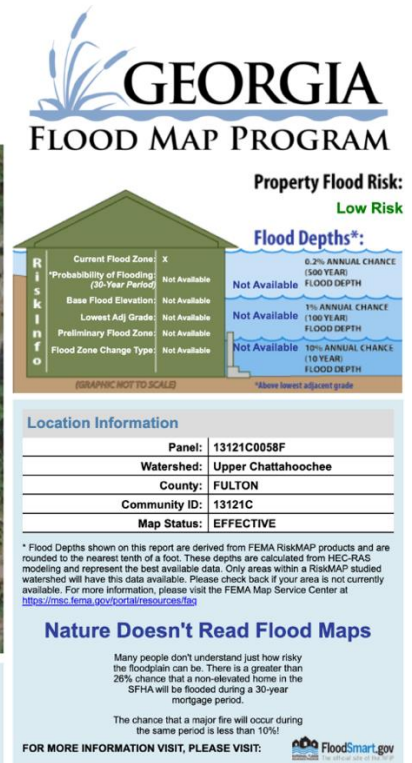 GEORGIA
FLOOD MAP PROGRAM
Property Flood Risk:
Low Risk
Flood Depths*:
Risk Info
Current Flood Zone: X
*Probability of Flooding: Not Available
(30-Year Period)
Base Flood Elevation: Not Available
Lowest Adj Grade: Not Available
Preliminary Flood Zone: Not Available
Flood Zone Change Type: Not Available
0.2% ANNUAL CHANCE
(500 YEAR)
Not Available FLOOD DEPTH
1% ANNUAL CHANCE
Not Available (100 YEAR)
FLOOD DEPTH
Not Available 10% ANNUAL CHANCE
(10 YEAR)
FLOOD DEPTH
(GRAPHIC NOT TO SCALE)
*Above lowest adjacent grade
Location Information
Panel: 13121C0058F
Watershed: Upper Chattahoochee
County: FULTON
Community ID: 13121C
Map Status: EFFECTIVE
* Flood Depths shown on this report are derived from FEMA RiskMAP products and are
rounded to the nearest tenth of a foot. These depths are calculated from HEC-RAS
modeling and represent the best available data. Only areas within a RiskMAP studied
watershed will have this data available. Please check back if your area is not currently
available. For more information, please visit the FEMA Map Service Center at
https://msc.fema.gov/portal/resources/faq
Nature Doesn't Read Flood Maps
Many people don't understand just how risky
the floodplain can be. There is a greater than
26% chance that a non-elevated home in the
SFHA will be flooded during a 30-year
mortgage period.
The chance that a major fire will occur during
the same period is less than 10%!
FOR MORE INFORMATION VISIT, PLEASE VISIT:
FloodSmart.gov
The official site of the NFIP